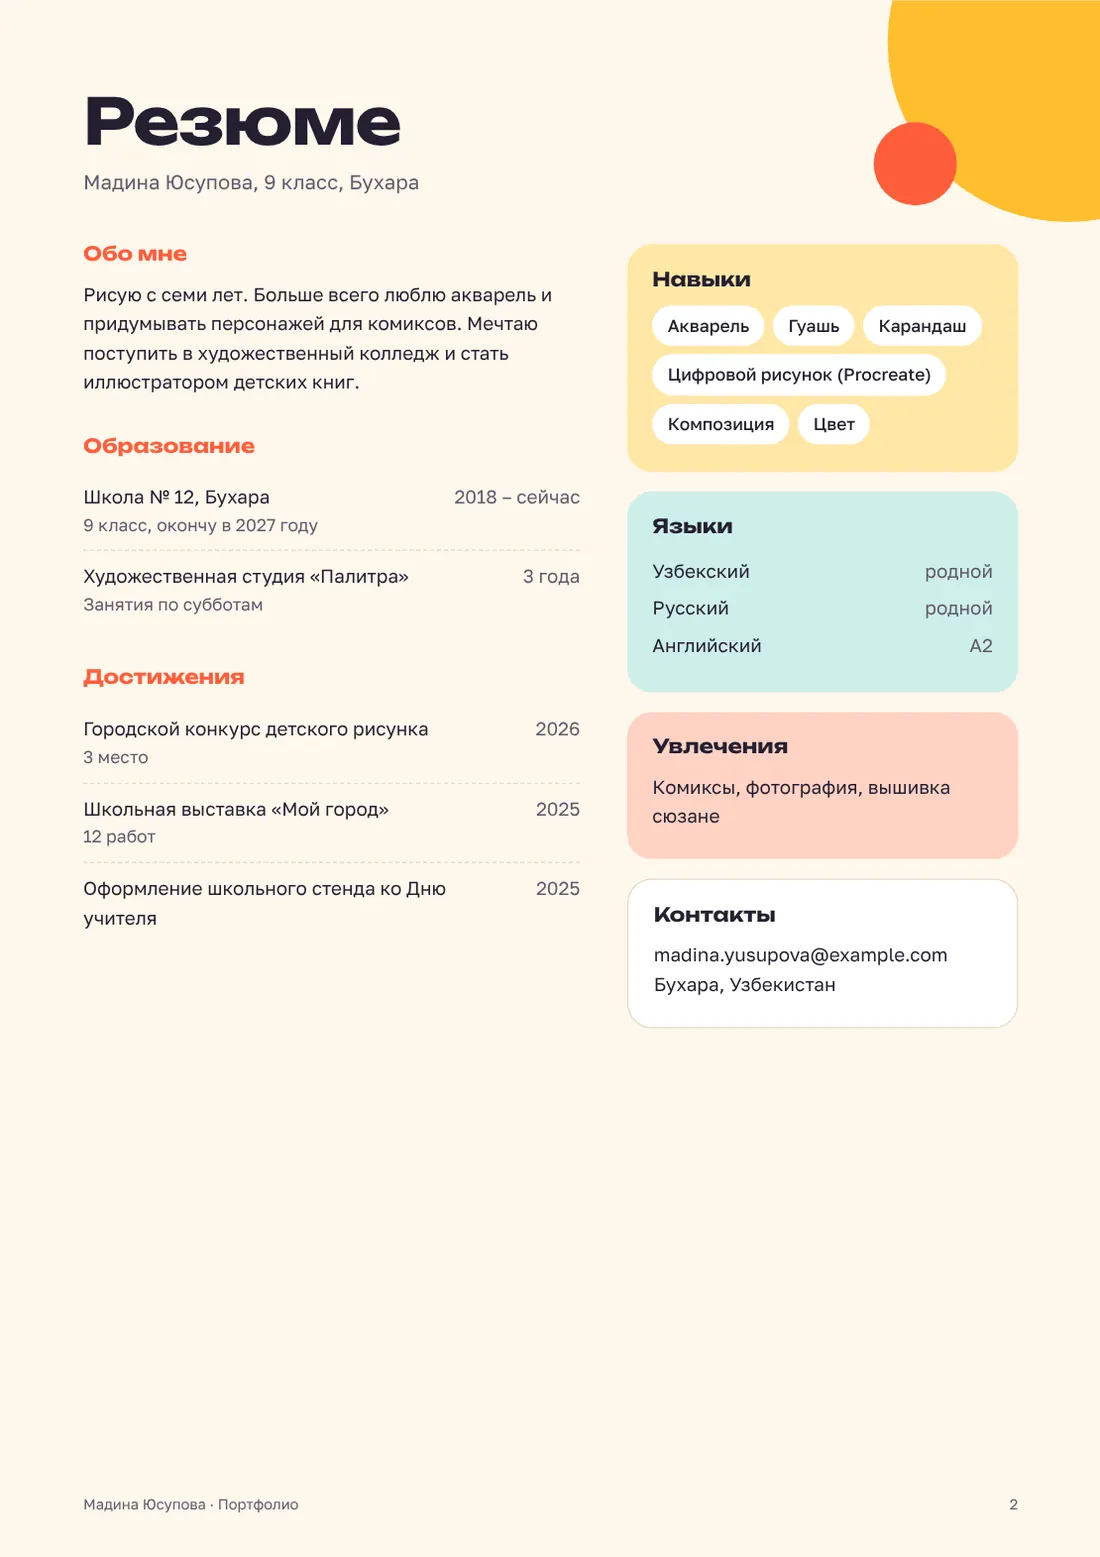 Резюме
Мадина Юсупова, 9 класс, Бухара
Обо мне
Рисую с семи лет. Больше всего люблю акварель и
придумывать персонажей для комиксов. Мечтаю
поступить в художественный колледж и стать
иллюстратором детских книг.
Образование
Школа № 12, Бухара 2018 – сейчас
9 класс, окончу в 2027 году
Художественная студия «Палитра» 3 года
Занятия по субботам
Достижения
Городской конкурс детского рисунка 2026
3 место
Школьная выставка «Мой город» 2025
12 работ
Оформление школьного стенда ко Дню 2025
учителя
Навыки
Акварель Гуашь Карандаш
Цифровой рисунок (Procreate)
Композиция Цвет
Языки
Узбекский родной
Русский родной
Английский A2
Увлечения
Комиксы, фотография, вышивка
сюзане
Контакты
madina.yusupova@example.com
Бухара, Узбекистан
Мадина Юсупова · Портфолио 2